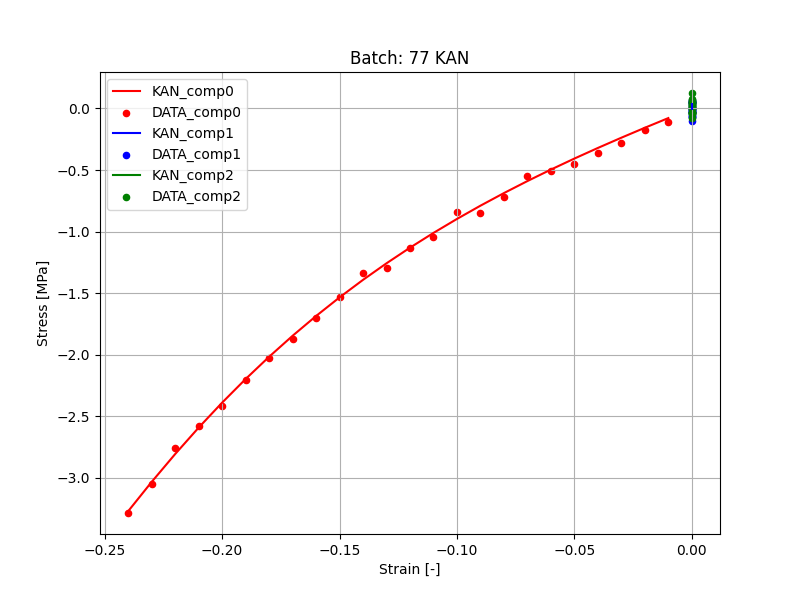 Batch: 77 KAN
KAN_comp0
DATA_comp0
KAN_comp1
DATA_comp1
KAN_comp2
DATA_comp2
0.0
−0.5
−1.0
−1.5
−2.0
−2.5
−3.0
Stress [MPa]
−0.25 −0.20 −0.15 −0.10 −0.05 0.00
Strain [-]